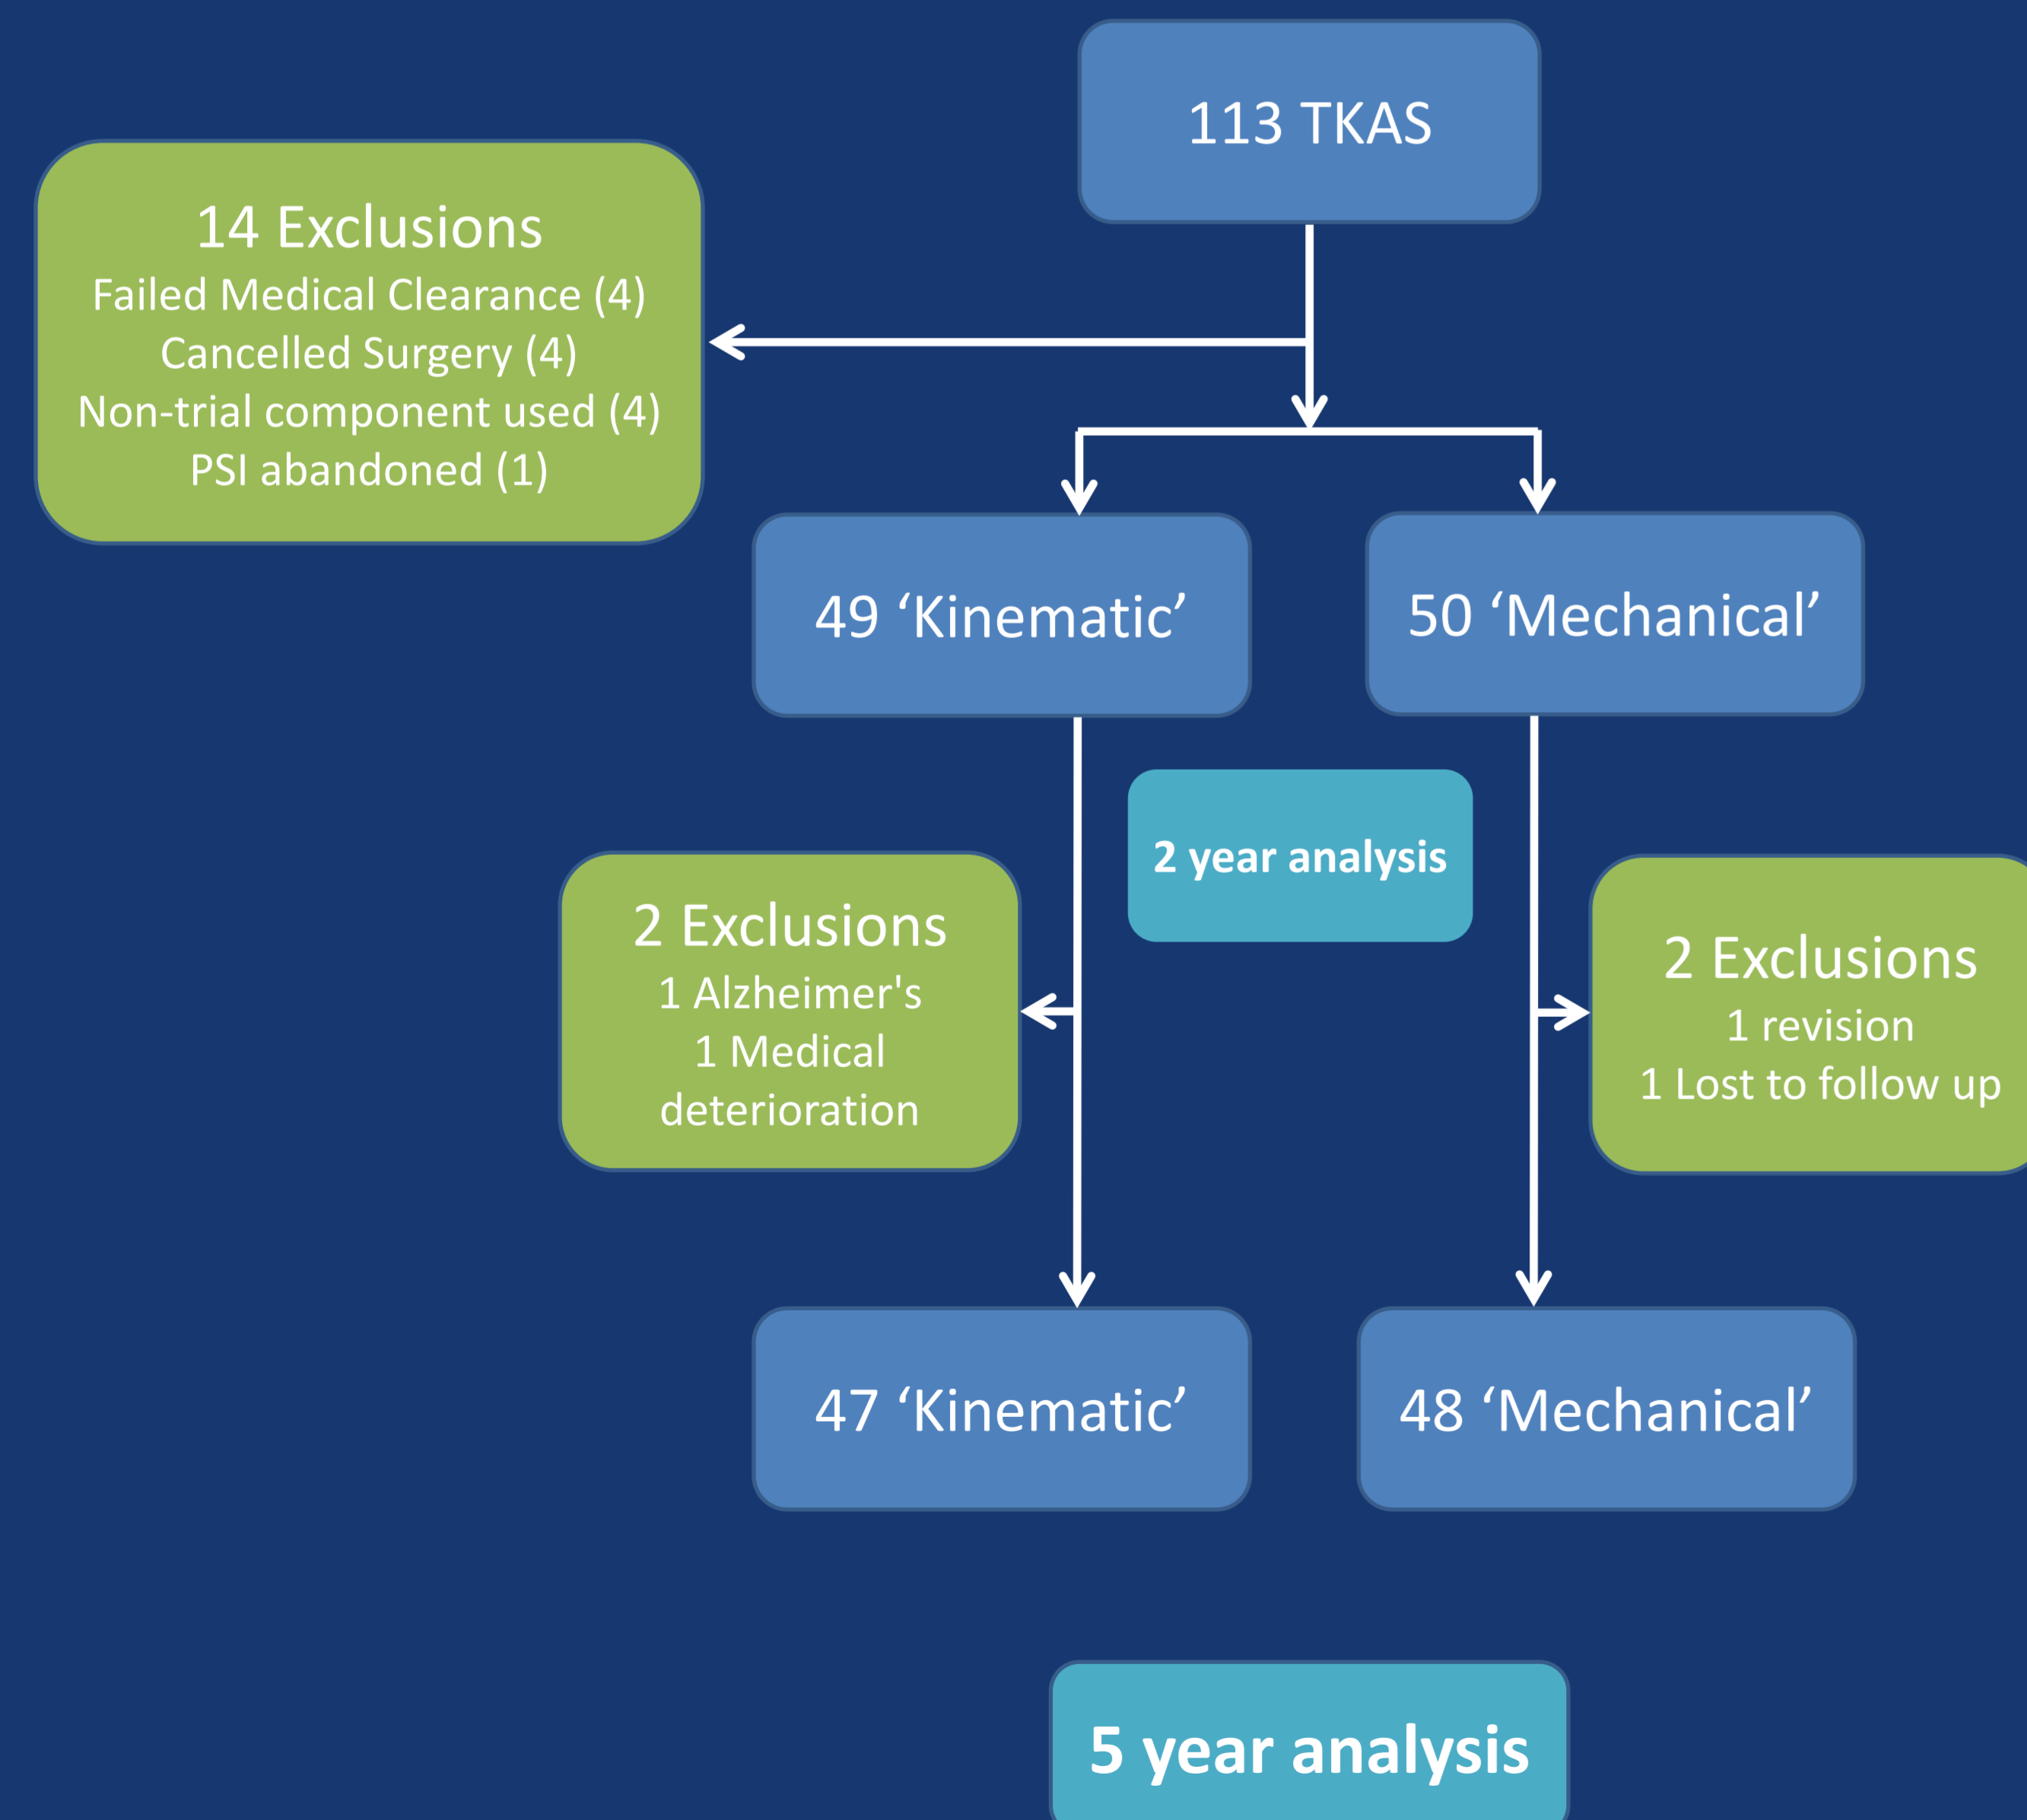 113 TKAS
14 Exclusions
Failed Medical Clearance (4)
Cancelled Surgery (4)
Non-trial component used (4)
PSI abandoned (1)
49 ‘Kinematic’
50 ‘Mechanical’
2 year analysis
2 Exclusions
1 Alzheimer's
1 Medical
deterioration
2 Exclusions
1 revision
1 Lost to follow up
47 ‘Kinematic’
48 ‘Mechanical’
5 year analysis